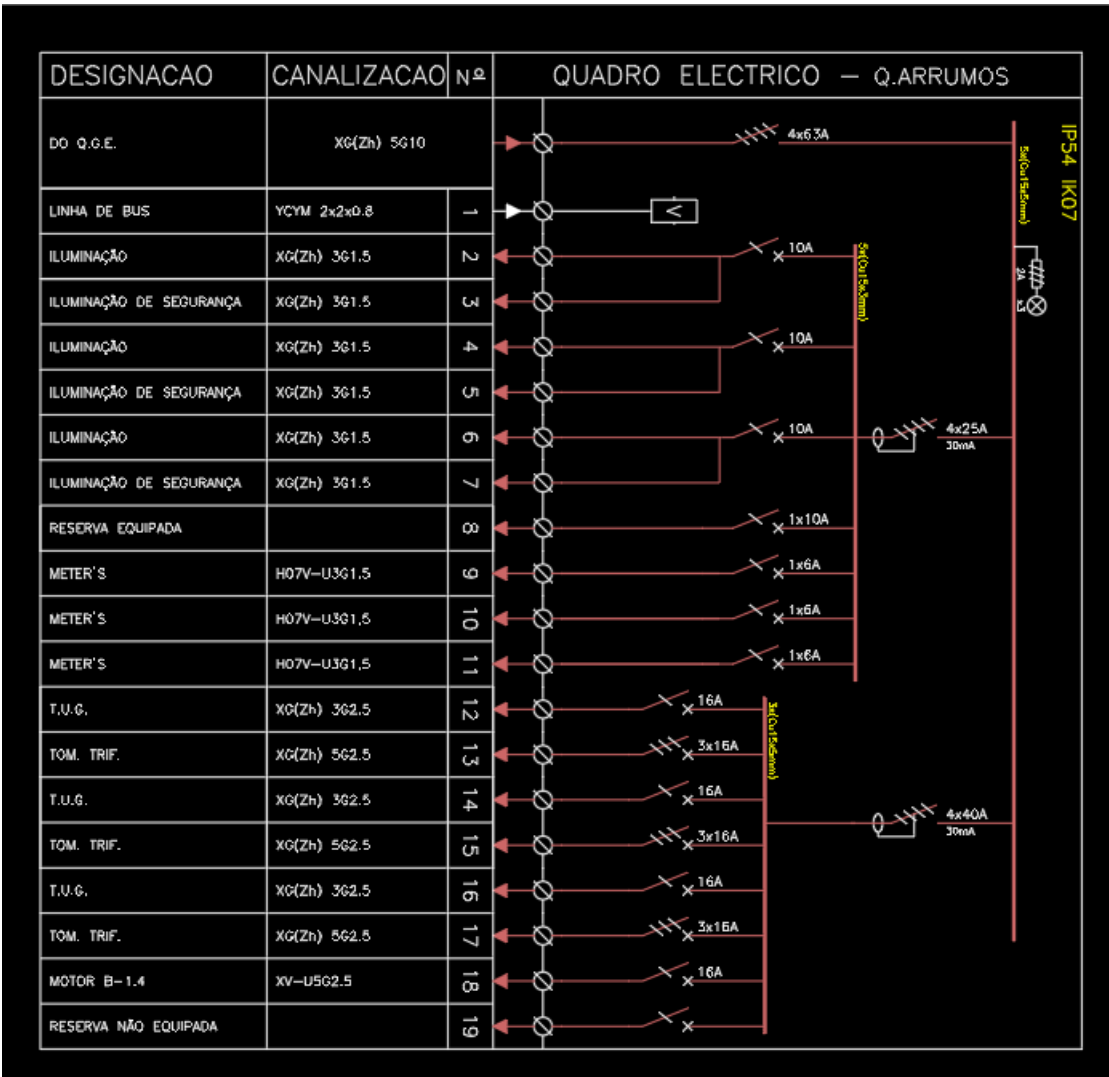 DESIGNACAO CANALIZACAO Nº QUADRO ELECTRICO – Q.ARRUMOS
DO Q.G.E. XG(Zh) 5G10 4x63A
IP54 IK07
5x(Cu15x5mm)
LINHA DE BUS YCYM 2x2x0.8 1 <
ILUMINAÇÃO XG(Zh) 3G1.5 2 10A
5x(Cu15x3mm)
2A
x3
ILUMINAÇÃO DE SEGURANÇA XG(Zh) 3G1.5 3
ILUMINAÇÃO XG(Zh) 3G1.5 4 10A
ILUMINAÇÃO DE SEGURANÇA XG(Zh) 3G1.5 5
ILUMINAÇÃO XG(Zh) 3G1.5 6 10A 4x25A
30mA
ILUMINAÇÃO DE SEGURANÇA XG(Zh) 3G1.5 7
RESERVA EQUIPADA 8 1x10A
METER'S H07V–U3G1.5 9 1x6A
METER'S H07V–U3G1,5 10 1x6A
METER'S H07V–U3G1,5 11 1x6A
T.U.G. XG(Zh) 3G2.5 12 16A
TOM. TRIF. XG(Zh) 5G2.5 13 3x16A
T.U.G. XG(Zh) 3G2.5 14 16A 4x40A
30mA
TOM. TRIF. XG(Zh) 5G2.5 15 3x16A
T.U.G. XG(Zh) 3G2.5 16 16A
TOM. TRIF. XG(Zh) 5G2.5 17 3x16A
MOTOR B–1.4 XV–U5G2.5 18 16A
RESERVA NÃO EQUIPADA 19